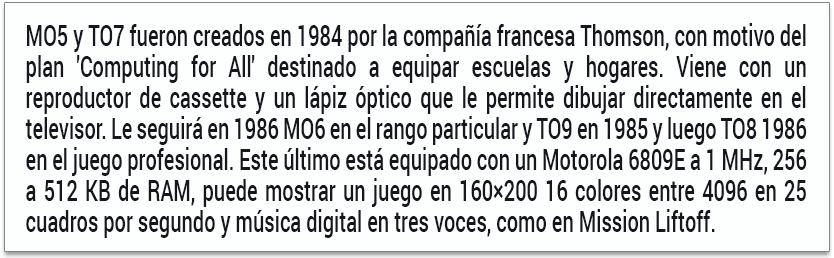 MO5 y TO7 fueron creados en 1984 por la compañía francesa Thomson, con motivo del
plan 'Computing for All' destinado a equipar escuelas y hogares. Viene con un
reproductor de cassette y un lápiz óptico que le permite dibujar directamente en el
televisor. Le seguirá en 1986 MO6 en el rango particular y TO9 en 1985 y luego TO8 1986
en el juego profesional. Este último está equipado con un Motorola 6809E a 1 MHz, 256
a 512 KB de RAM, puede mostrar un juego en 160×200 16 colores entre 4096 en 25
cuadros por segundo y música digital en tres voces, como en Mission Liftoff.